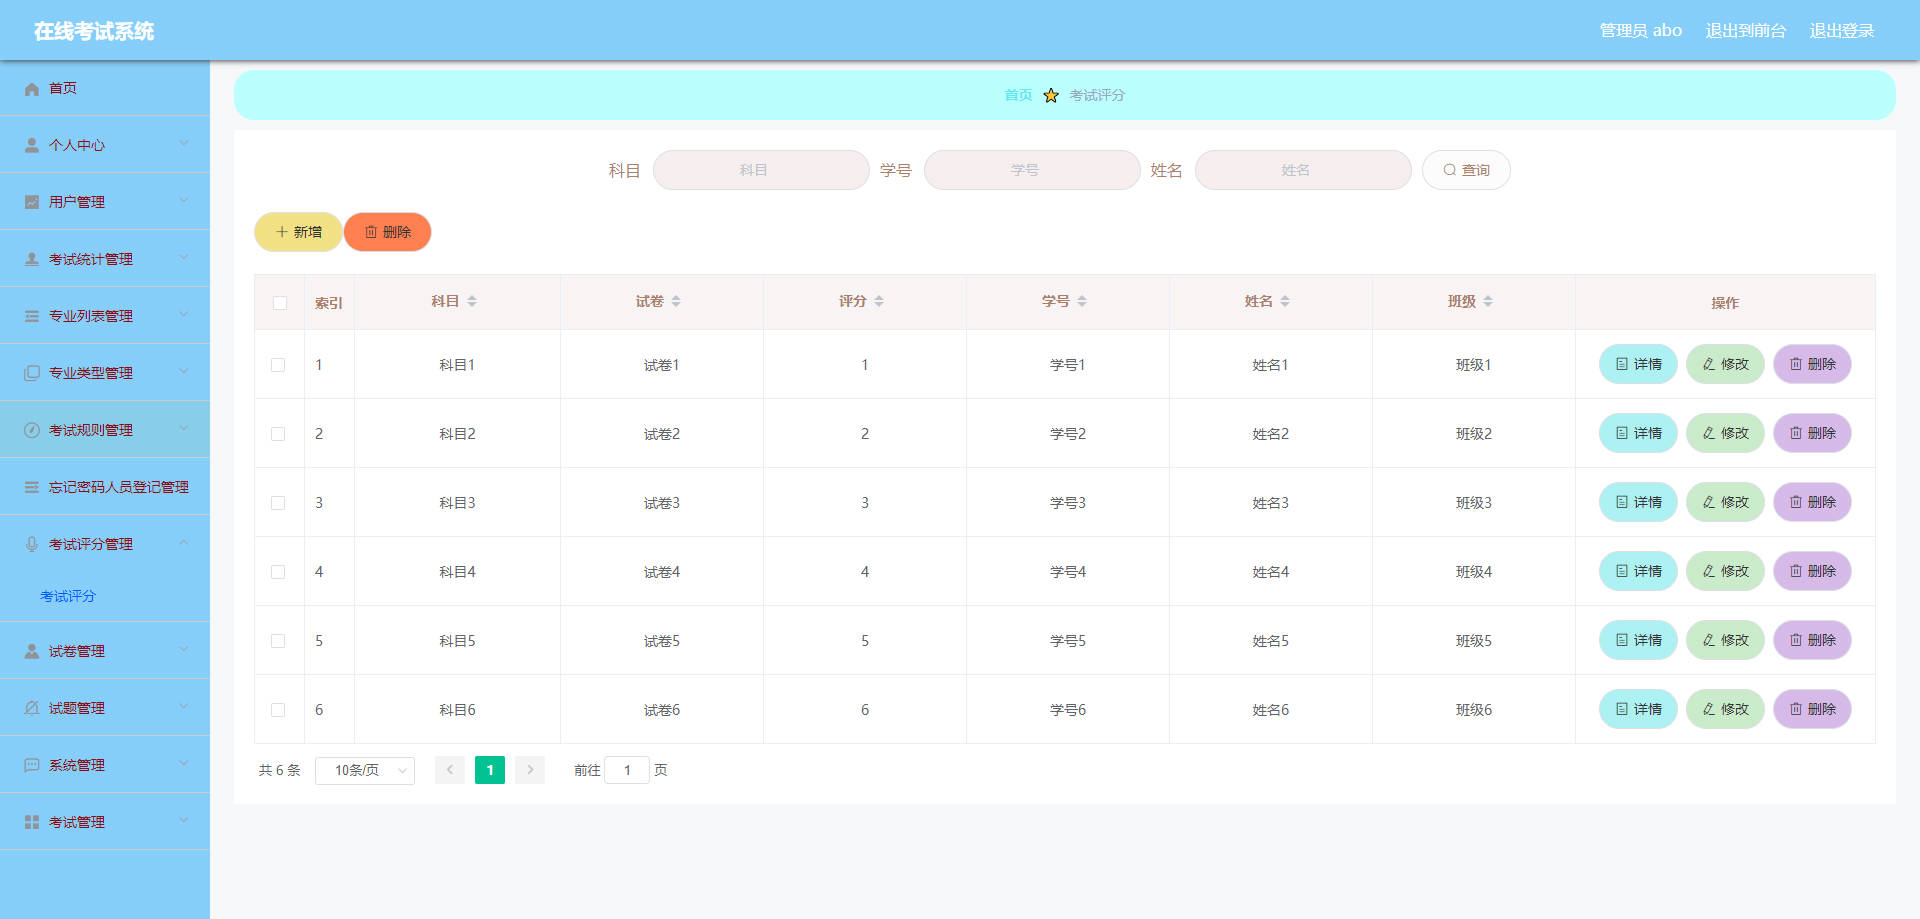 在线考试系统
管理员 abo 退出到前台 退出登录
首页
个人中心
用户管理
考试统计管理
专业列表管理
专业类型管理
考试规则管理
忘记密码人员登记管理
考试评分管理
考试评分
试卷管理
试题管理
系统管理
考试管理
首页 考试评分
科目 科目 学号 学号 姓名 姓名 查询
新增 删除
索引 科目 试卷 评分 学号 姓名 班级 操作
1 科目1 试卷1 1 学号1 姓名1 班级1 详情 修改 删除
2 科目2 试卷2 2 学号2 姓名2 班级2 详情 修改 删除
3 科目3 试卷3 3 学号3 姓名3 班级3 详情 修改 删除
4 科目4 试卷4 4 学号4 姓名4 班级4 详情 修改 删除
5 科目5 试卷5 5 学号5 姓名5 班级5 详情 修改 删除
6 科目6 试卷6 6 学号6 姓名6 班级6 详情 修改 删除
共 6 条 10条/页 1 前往 1 页